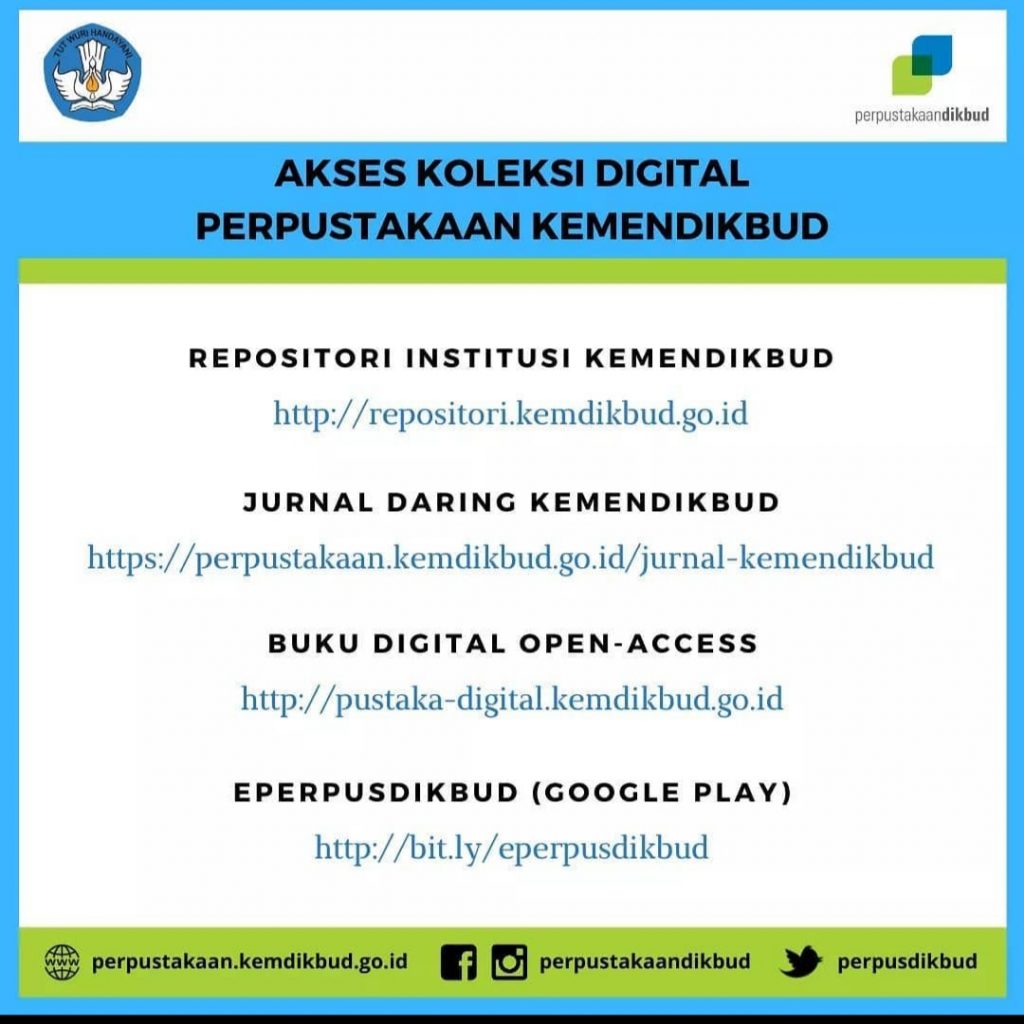 TUT WURI HANDAYANI
perpustakaandikbud
AKSES KOLEKSI DIGITAL
PERPUSTAKAAN KEMENDIKBUD
REPOSITORI INSTITUSI KEMENDIKBUD
http://repositori.kemdikbud.go.id
JURNAL DARING KEMENDIKBUD
https://perpustakaan.kemdikbud.go.id/jurnal-kemendikbud
BUKU DIGITAL OPEN-ACCESS
http://pustaka-digital.kemdikbud.go.id
EPERPUSDIKBUD (GOOGLE PLAY)
http://bit.ly/eperpusdikbud
www perpustakaan.kemdikbud.go.id perpustakaandikbud perpusdikbud